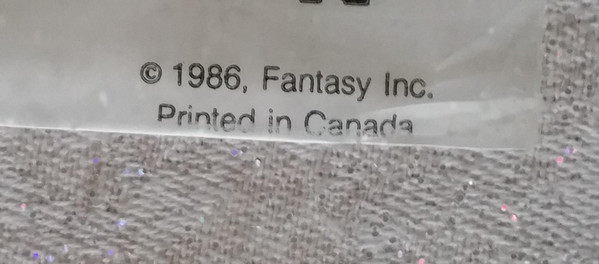 © 1986, Fantasy Inc.
Printed in Canada